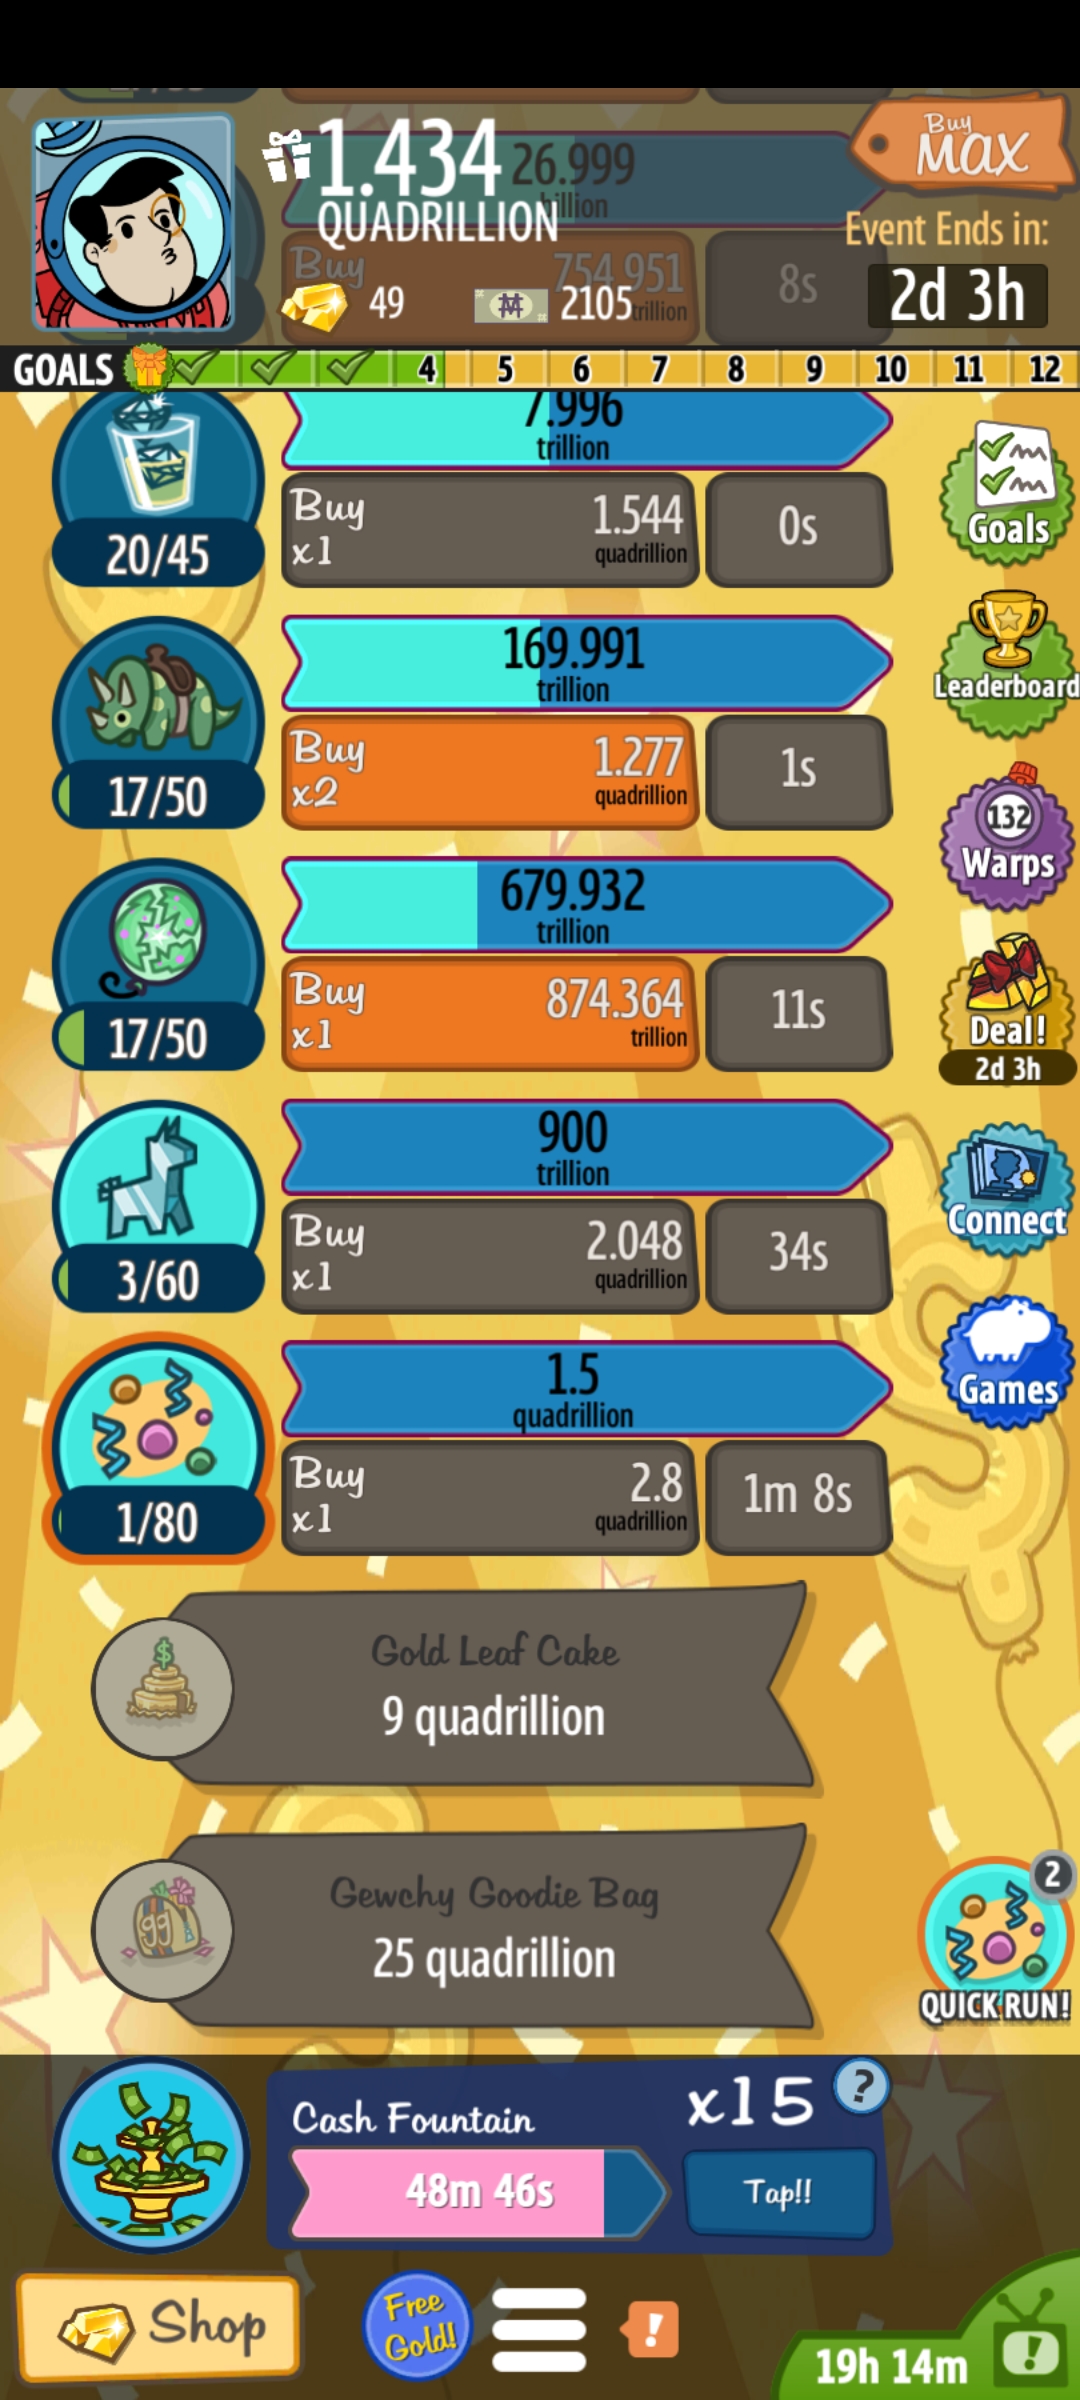 1.434
QUADRILLION
26.999
Buy
MAX
Event Ends in:
2d 3h
Buy
754.951
trillion
8s
49
2105
GOALS 4 5 6 7 8 9 10 11 12
7.996
trillion
20/45
Buy
x1
1.544
quadrillion
0s
Goals
169.991
trillion
17/50
Buy
x2
1.277
quadrillion
1s
Leaderboard
132
Warps
679.932
trillion
17/50
Buy
x1
874.364
trillion
11s
Deal!
2d 3h
900
trillion
3/60
Buy
x1
2.048
quadrillion
34s
Connect
1.5
quadrillion
1/80
Buy
x1
2.8
quadrillion
1m 8s
Games
$
Gold Leaf Cake
9 quadrillion
gg
Gewchy Goodie Bag
25 quadrillion
2
QUICK RUN!
Cash Fountain
x15
?
48m 46s
Tap!!
Shop
Free
Gold!
!
19h 14m
!